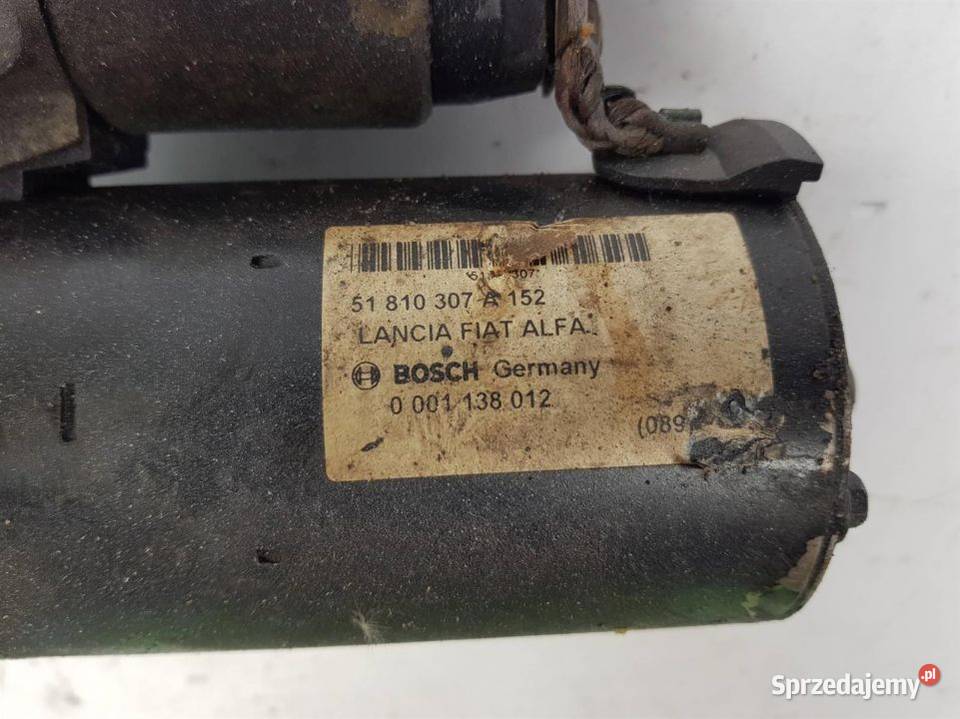 51 810 307 A 152
LANCIA FIAT ALFA
BOSCH Germany
0 001 138 012
(089
Sprzedajemy.pl